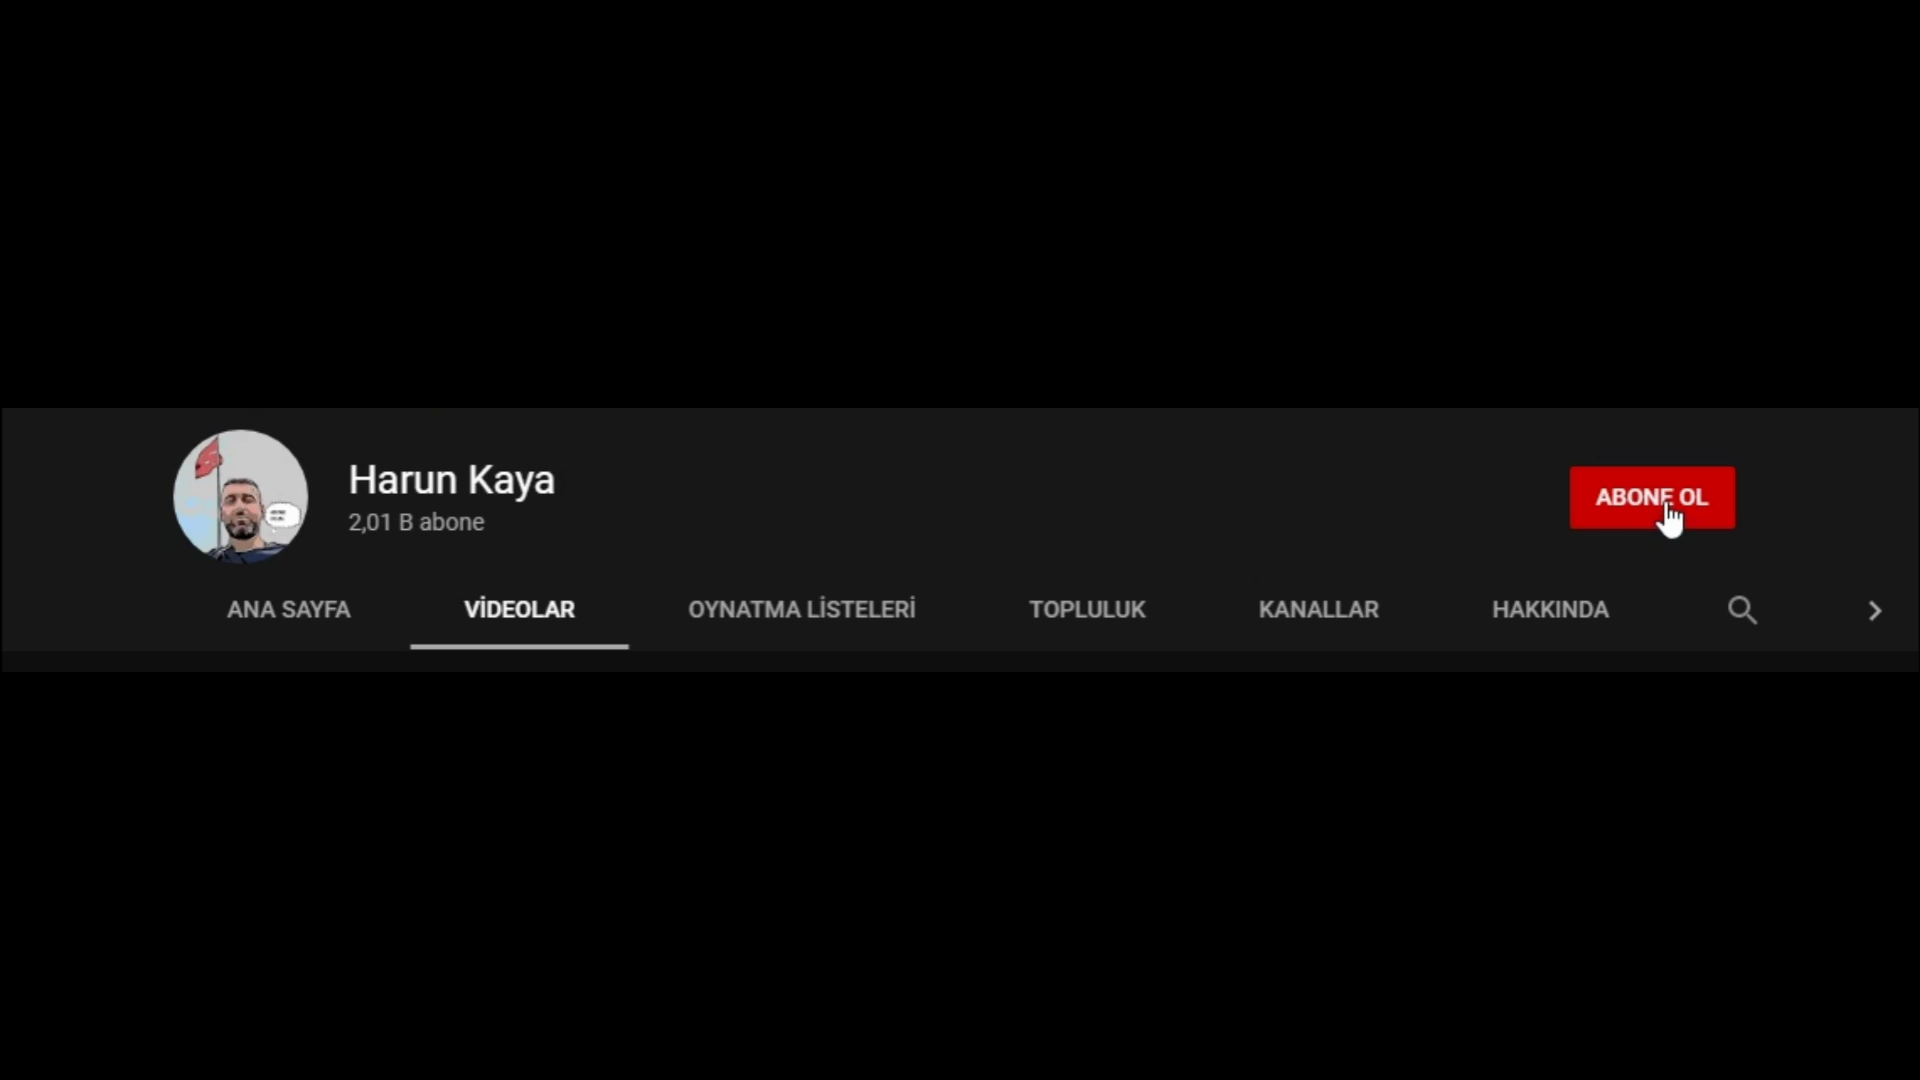 Harun Kaya
2,01 B abone
ABONE OL
ANA SAYFA
VİDEOLAR
OYNATMA LİSTELERİ
TOPLULUK
KANALLAR
HAKKINDA